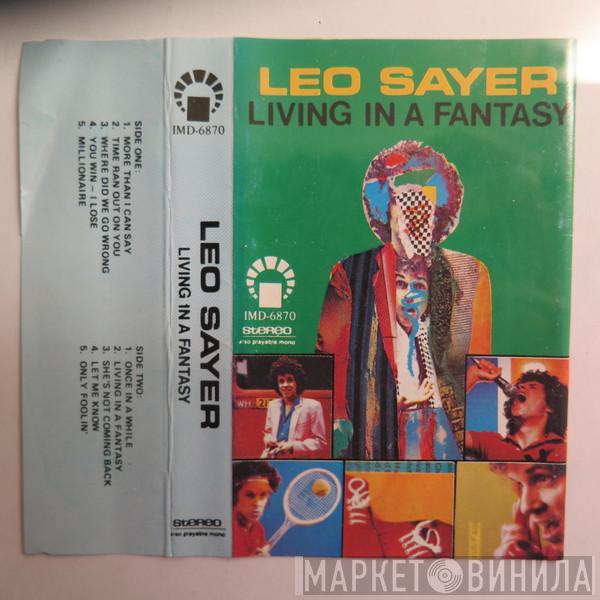 SIDE ONE:
1. MORE THAN I CAN SAY
2. TIME RAN OUT ON YOU
3. WHERE DID WE GO WRONG
4. YOU WIN – I LOSE
5. MILLIONAIRE
SIDE TWO:
1. ONCE IN A WHILE
2. LIVING IN A FANTASY
3. SHE'S NOT COMING BACK
4. LET ME KNOW
5. ONLY FOOLIN'
IMD-6870
LEO SAYER
LIVING IN A FANTASY
stereo
also playable mono
LEO SAYER
LIVING IN A FANTASY
IMD-6870
stereo
also playable mono
WH 21
МАРКЕТ ВИНИЛА